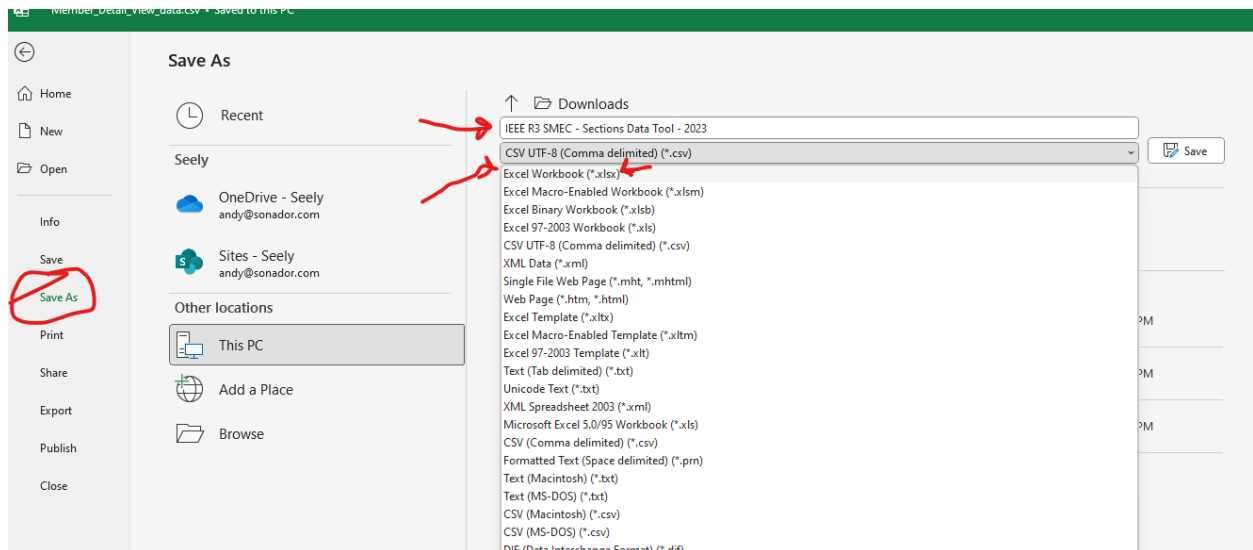 Member_Detail_View_data.csv • Saved to this PC
Save As
Home
New
Open
Info
Save
Save As
Print
Share
Export
Publish
Close
Recent
Seely
OneDrive - Seely
andy@sonador.com
Sites - Seely
andy@sonador.com
Other locations
This PC
Add a Place
Browse
Downloads
IEEE R3 SMEC - Sections Data Tool - 2023
CSV UTF-8 (Comma delimited) (*.csv)
Save
Excel Workbook (*.xlsx)
Excel Macro-Enabled Workbook (*.xlsm)
Excel Binary Workbook (*.xlsb)
Excel 97-2003 Workbook (*.xls)
CSV UTF-8 (Comma delimited) (*.csv)
XML Data (*.xml)
Single File Web Page (*.mht, *.mhtml)
Web Page (*.htm, *.html)
Excel Template (*.xltx)
Excel Macro-Enabled Template (*.xltm)
Excel 97-2003 Template (*.xlt)
Text (Tab delimited) (*.txt)
Unicode Text (*.txt)
XML Spreadsheet 2003 (*.xml)
Microsoft Excel 5.0/95 Workbook (*.xls)
CSV (Comma delimited) (*.csv)
Formatted Text (Space delimited) (*.prn)
Text (Macintosh) (*.txt)
Text (MS-DOS) (*.txt)
CSV (Macintosh) (*.csv)
CSV (MS-DOS) (*.csv)
DIF (Data Interchange Format) (*.dif)
PM
PM
PM